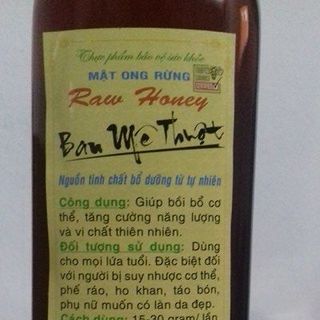 Thực phẩm bảo vệ sức khỏe
MẬT ONG RỪNG
Raw Honey
Ban Mê Thuột
Nguồn tinh chất bổ dưỡng từ tự nhiên
Công dụng: Giúp bồi bổ cơ
thể, tăng cường năng lượng
và vi chất thiên nhiên.
Đối tượng sử dụng: Dùng
cho mọi lứa tuổi. Đặc biệt đối
với người bị suy nhược cơ thể,
phế ráo, ho khan, táo bón,
phụ nữ muốn có làn da đẹp.
Cách dùng: 15-30 gram/ lần